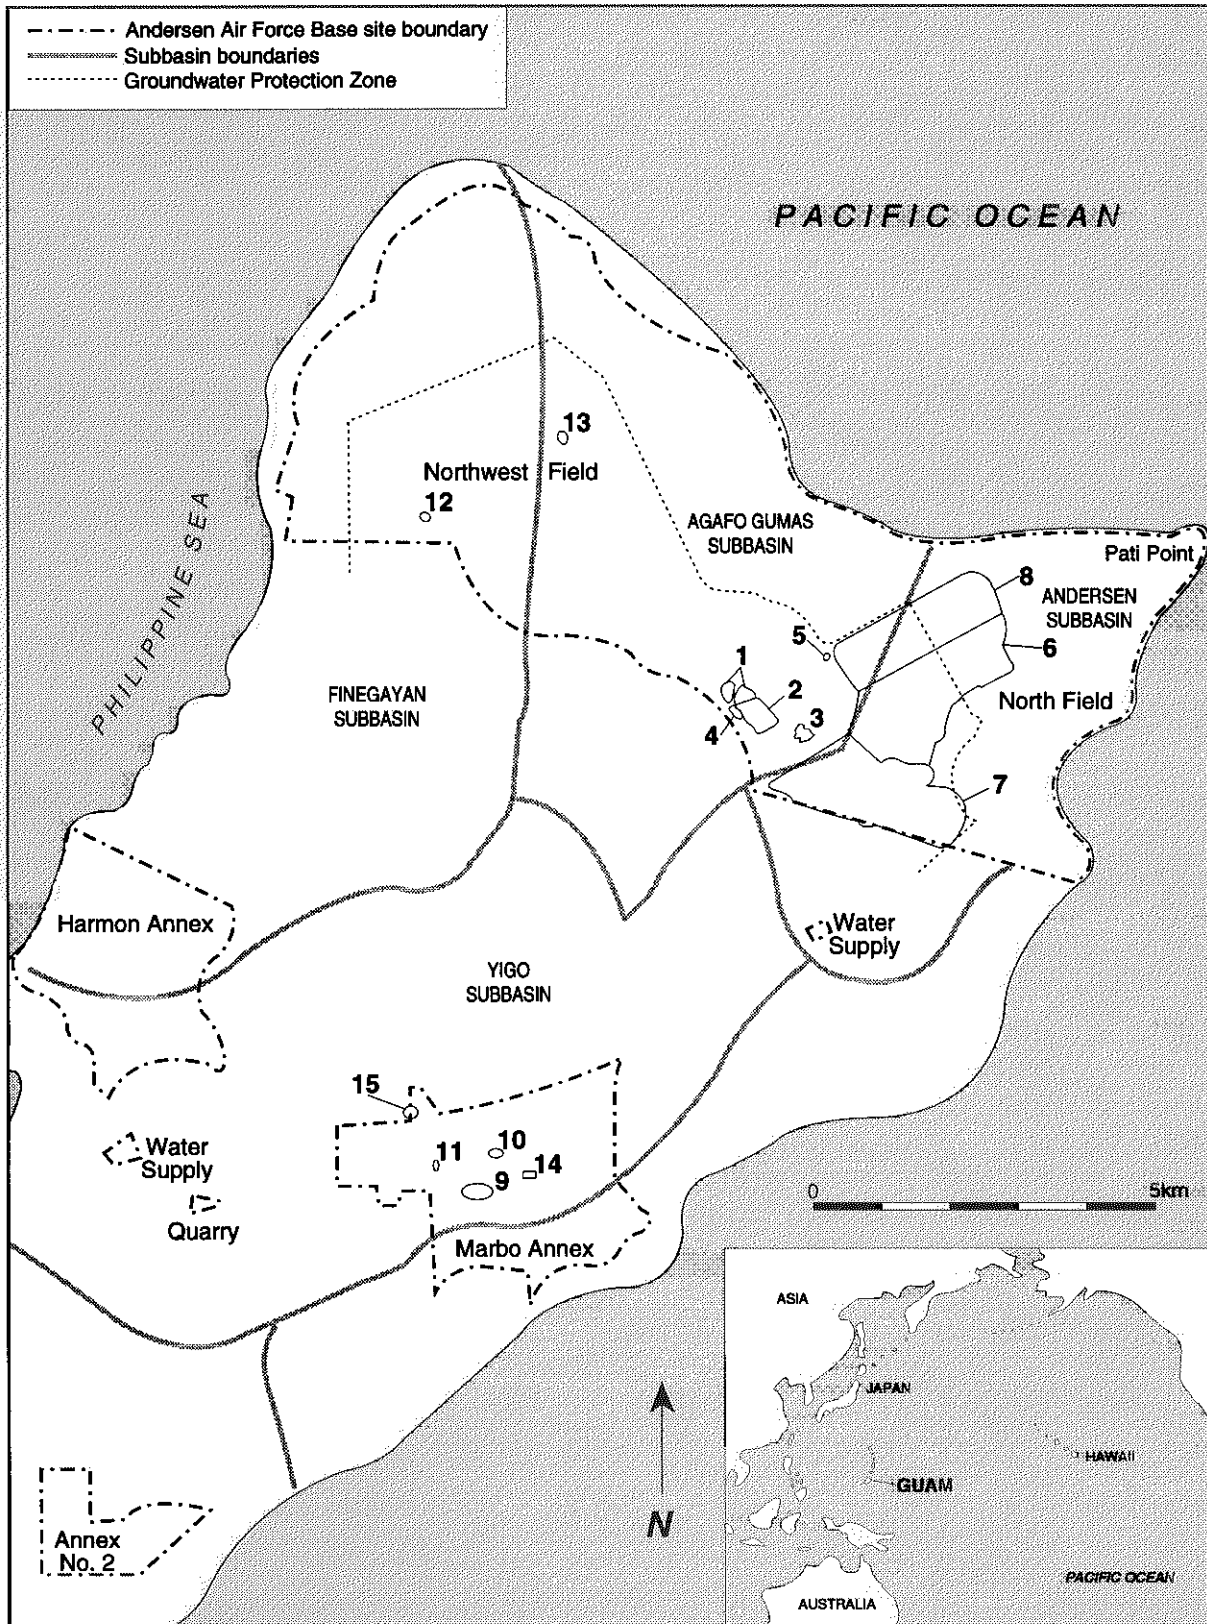 Andersen Air Force Base site boundary
Subbasin boundaries
Groundwater Protection Zone
PACIFIC OCEAN
13
Northwest Field
12
AGAFO GUMAS
SUBBASIN
PHILIPPINE SEA
Pati Point
8
ANDERSEN
SUBBASIN
5
6
1
FINEGAYAN
SUBBASIN
2
North Field
4
3
7
Harmon Annex
Water
Supply
YIGO
SUBBASIN
15
Water
Supply
11
10
14
9
0
5km
Quarry
Marbo Annex
ASIA
JAPAN
HAWAII
GUAM
N
Annex
No. 2
PACIFIC OCEAN
AUSTRALIA